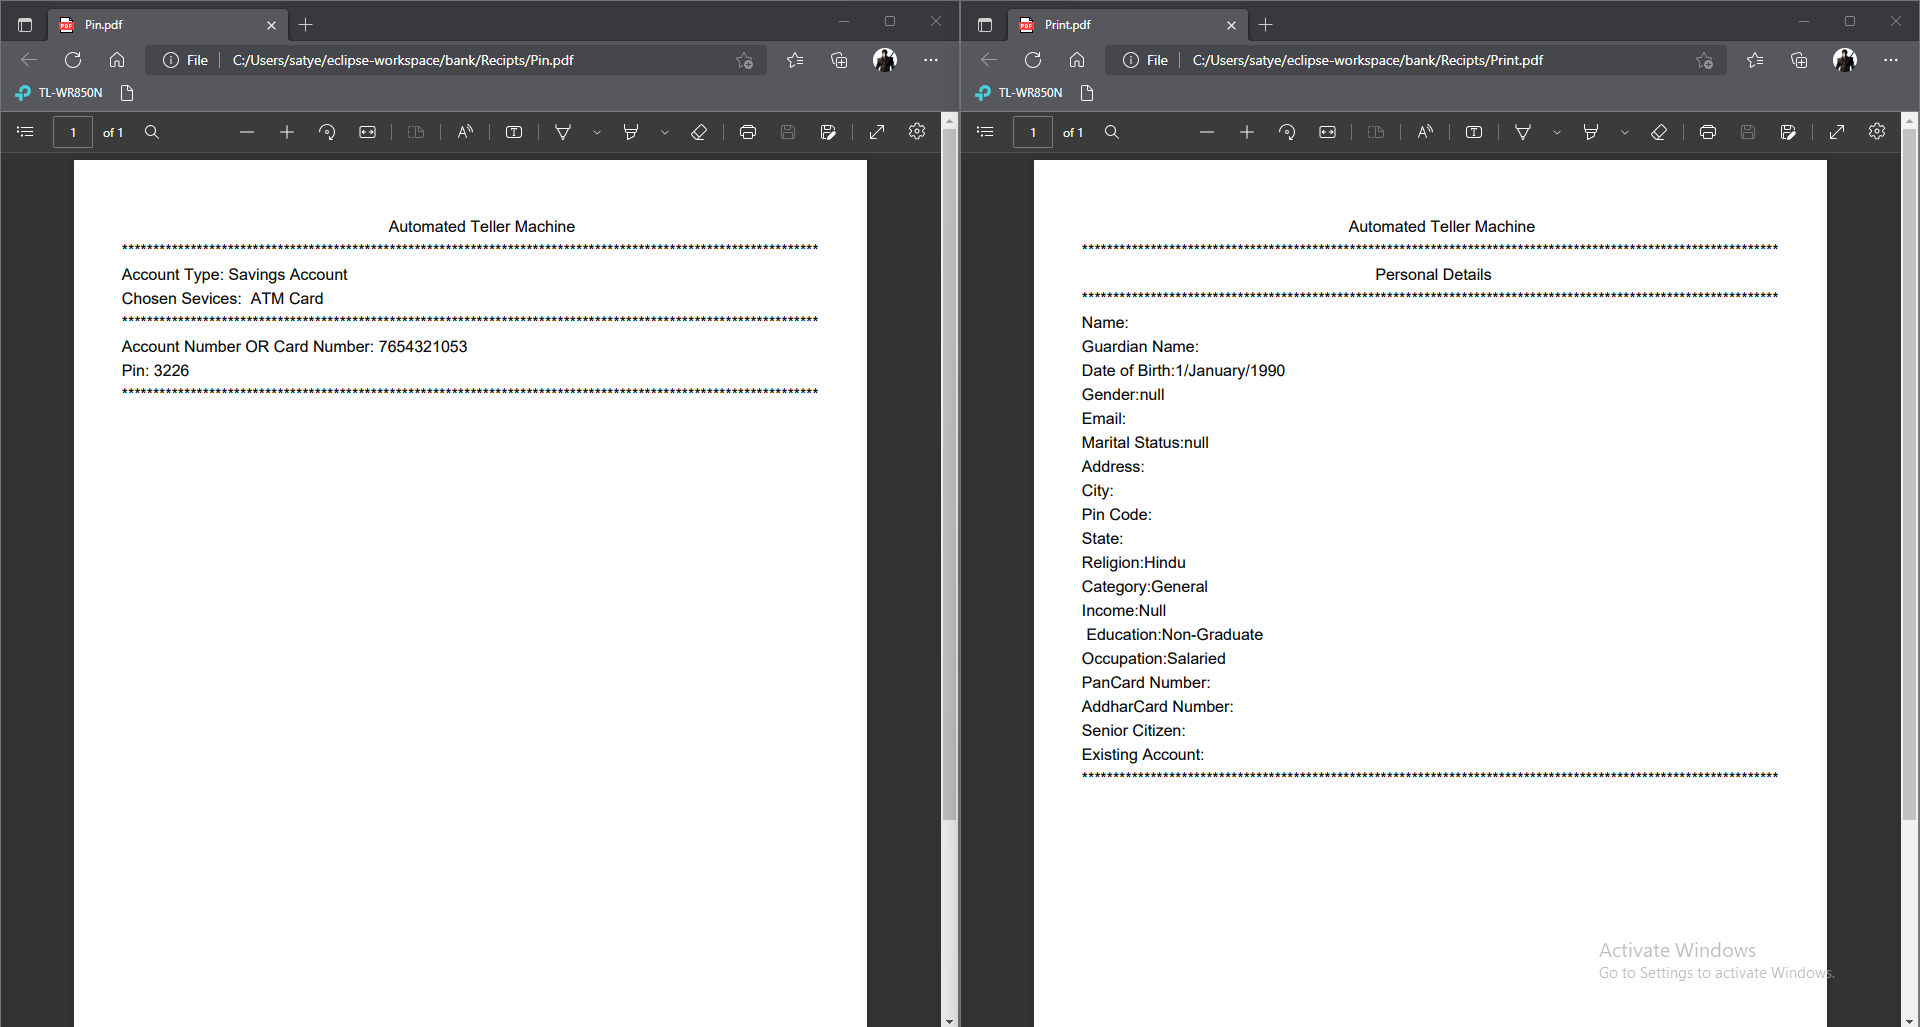 Pin.pdf
File C:/Users/satye/eclipse-workspace/bank/Recipts/Pin.pdf
TL-WR850N
1 of 1
Automated Teller Machine
****************************************************************************************************************
Account Type: Savings Account
Chosen Sevices:  ATM Card
****************************************************************************************************************
Account Number OR Card Number: 7654321053
Pin: 3226
****************************************************************************************************************
Print.pdf
File C:/Users/satye/eclipse-workspace/bank/Recipts/Print.pdf
TL-WR850N
1 of 1
Automated Teller Machine
****************************************************************************************************************
Personal Details
****************************************************************************************************************
Name:
Guardian Name:
Date of Birth:1/January/1990
Gender:null
Email:
Marital Status:null
Address:
City:
Pin Code:
State:
Religion:Hindu
Category:General
Income:Null
Education:Non-Graduate
Occupation:Salaried
PanCard Number:
AddharCard Number:
Senior Citizen:
Existing Account:
****************************************************************************************************************
Activate Windows
Go to Settings to activate Windows.